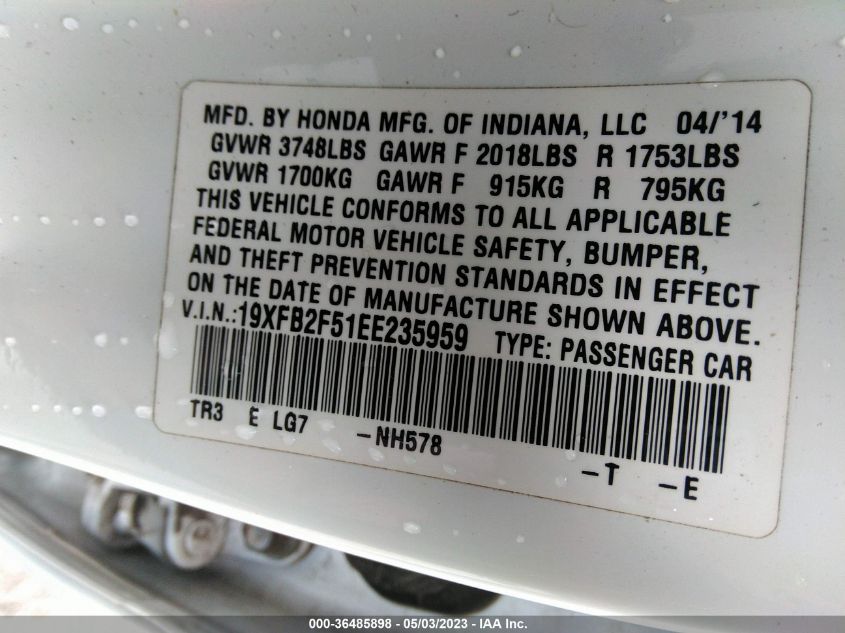 MFD. BY HONDA MFG. OF INDIANA, LLC 04/'14
GVWR 3748LBS GAWR F 2018LBS R 1753LBS
GVWR 1700KG GAWR F 915KG R 795KG
THIS VEHICLE CONFORMS TO ALL APPLICABLE
FEDERAL MOTOR VEHICLE SAFETY, BUMPER,
AND THEFT PREVENTION STANDARDS IN EFFECT
ON THE DATE OF MANUFACTURE SHOWN ABOVE.
V.I.N.:19XFB2F51EE235959 TYPE: PASSENGER CAR
TR3 E LG7 -NH578 -T -E
000-36485898 - 05/03/2023 - IAA Inc.